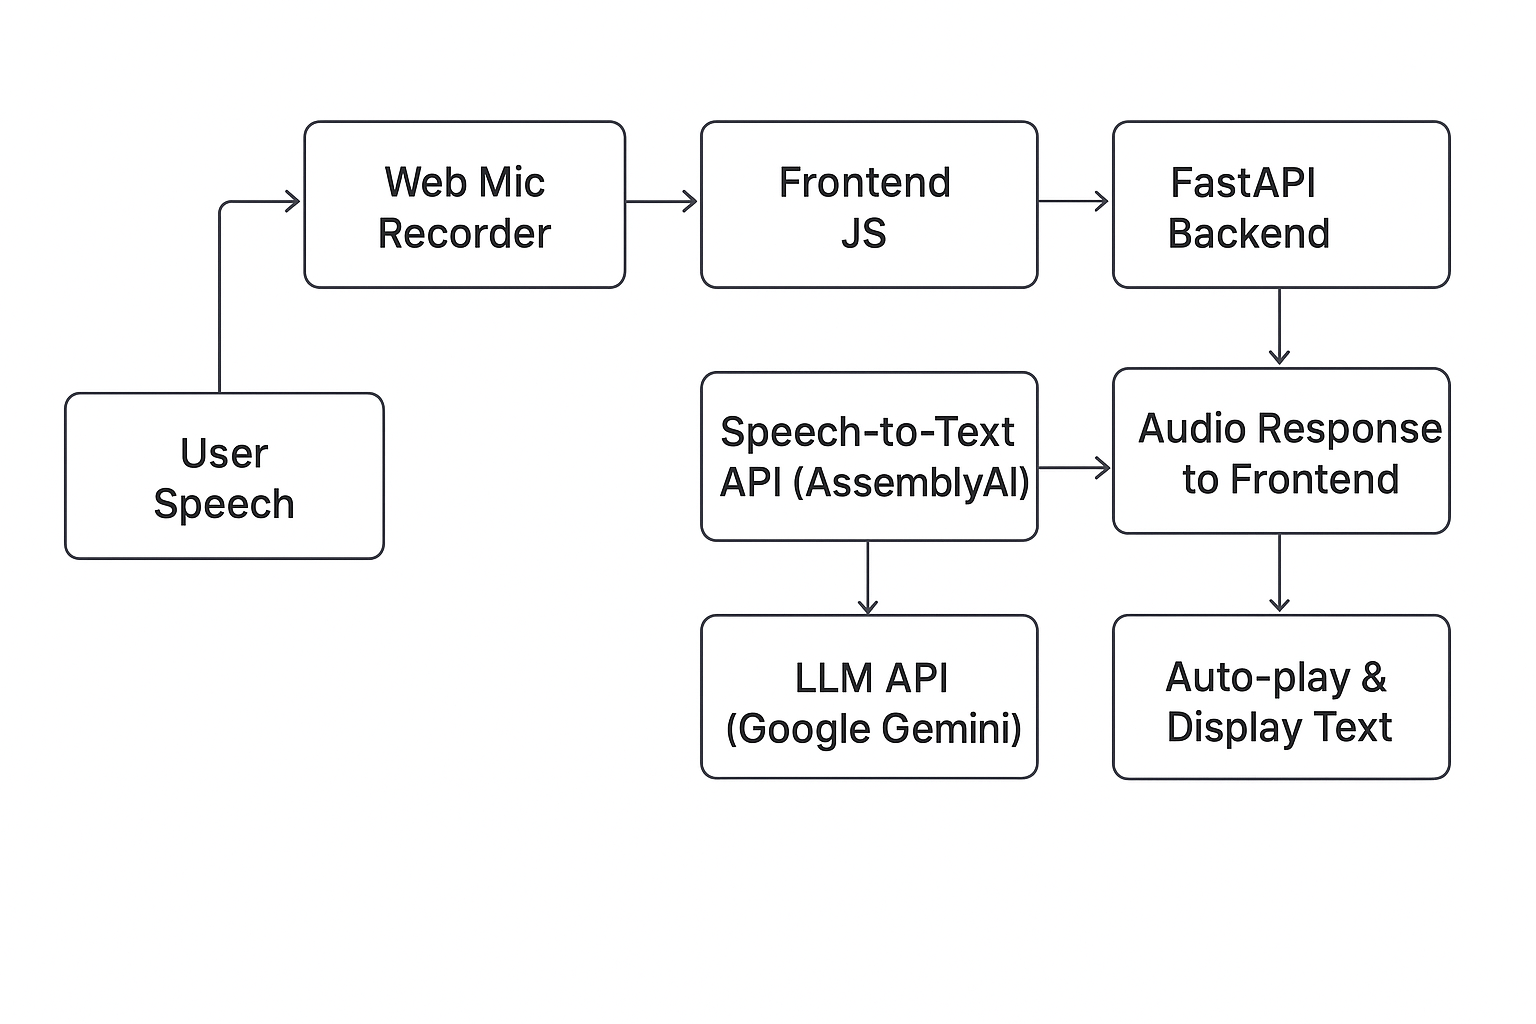 Web Mic
Recorder
Frontend
JS
FastAPI
Backend
User
Speech
Speech-to-Text
API (AssemblyAI)
Audio Response
to Frontend
LLM API
(Google Gemini)
Auto-play &
Display Text